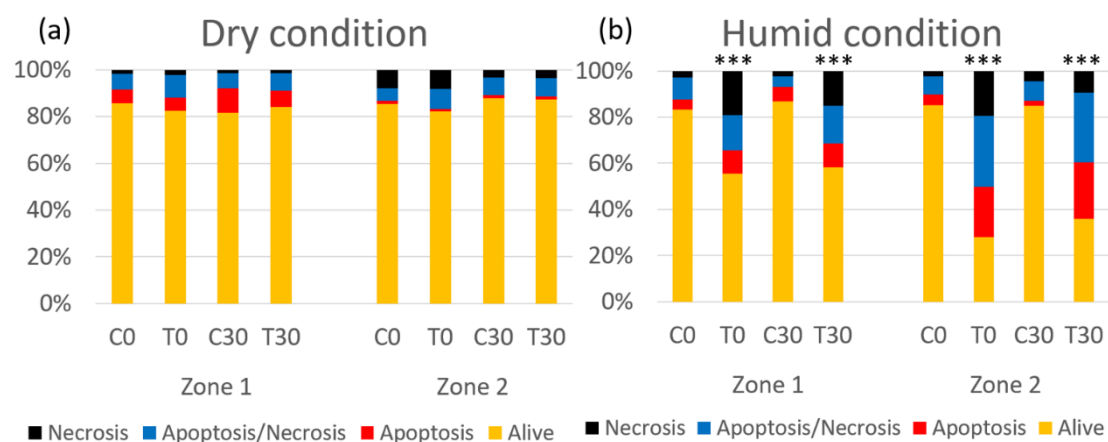 (a) Dry condition
100%
80%
60%
40%
20%
0%
C0 T0 C30 T30 C0 T0 C30 T30
Zone 1 Zone 2
Necrosis Apoptosis/Necrosis Apoptosis Alive
(b) Humid condition
*** *** *** ***
100%
80%
60%
40%
20%
0%
C0 T0 C30 T30 C0 T0 C30 T30
Zone 1 Zone 2
Necrosis Apoptosis/Necrosis Apoptosis Alive